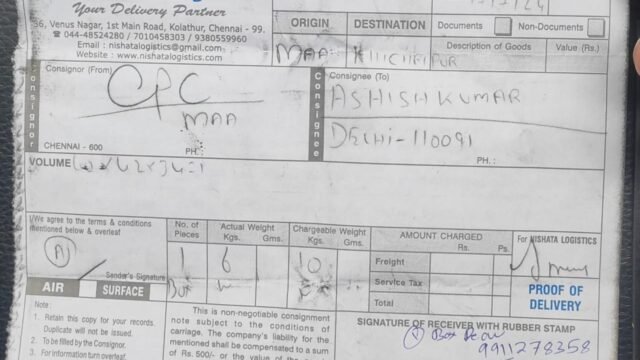 Your Delivery Partner
36, Venus Nagar, 1st Main Road, Kolathur, Chennai - 99.
044-48524280 / 7010458303 / 9380559960
Email : nishatalogistics@gmail.com
Website : www.nishatalogistics.com
ORIGIN
DESTINATION
Documents
Non-Documents
MAA
Description of Goods
Value (Rs.)
Consignor
Consignor (From)
CPC
MAA
CHENNAI - 600
PH.:
Consignee
Consignee (To)
ASHISH KUMAR
DELHI-110091
PH. :
VOLUME
We agree to the terms & conditions
mentioned below & overleaf
Sender's Signature
AIR
SURFACE
No. of
Pieces
1
Box
Actual Weight
Kgs. Gms.
6
Chargeable Weight
Kgs. Gms.
10
AMOUNT CHARGED
Rs. Ps.
Freight
Service Tax
Total
For NISHATA LOGISTICS
PROOF OF
DELIVERY
Note :
1. Retain this copy for your records.
Duplicate will not be issued.
2. To be filled by the Consignor.
3. For information turn overleaf.
This is non-negotiable consignment
note subject to the conditions of
carriage. The company's liability for the
mentioned shall be compensated to a
sum of Rs. 500/- or the value of the
SIGNATURE OF RECEIVER WITH RUBBER STAMP
9911278358